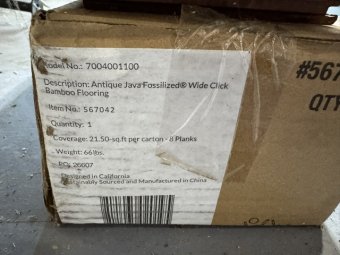 Model No.: 7004001100
Description: Antique Java Fossilized® Wide Click
Bamboo Flooring
Item No.: 567042
Quantity: 1
Coverage: 21.50-sq.ft per carton - 8 Planks
Weight: 66 lbs.
PO: 20007
Designed in California
Sustainably Sourced and Manufactured in China
#567
QTY